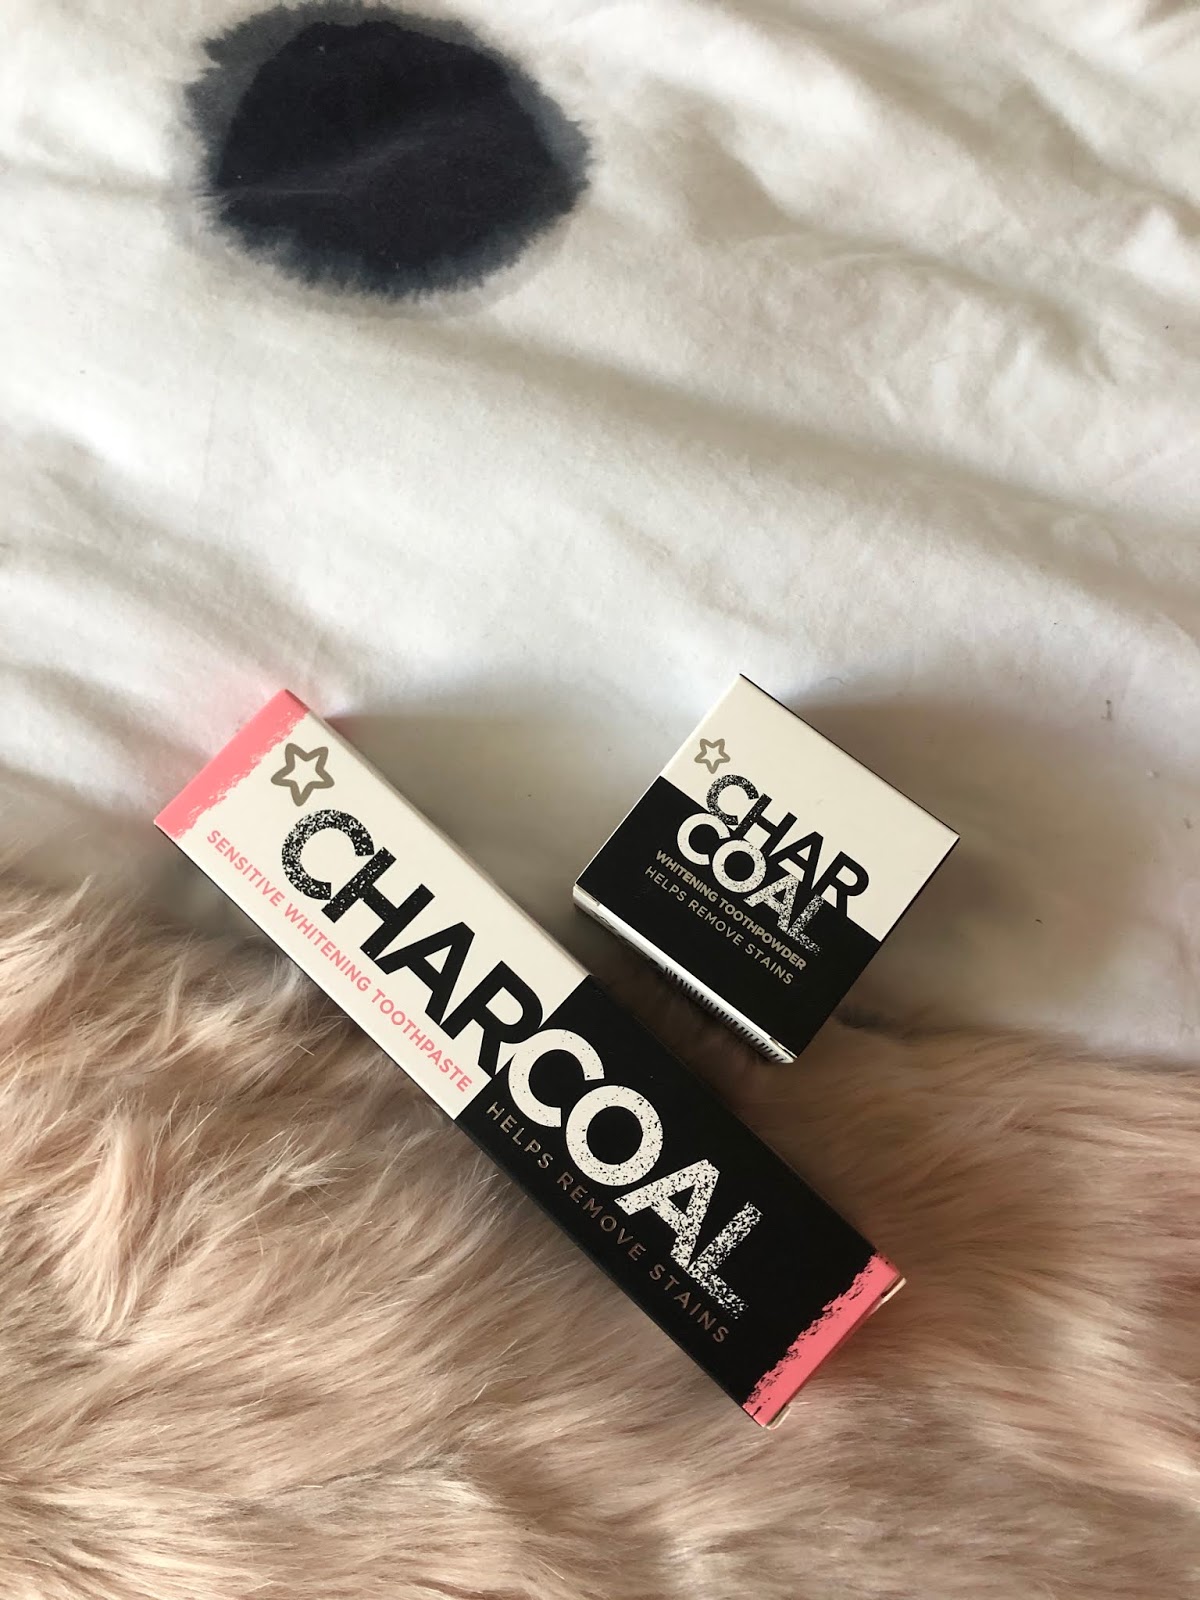 CHARCOAL
SENSITIVE WHITENING TOOTHPASTE
HELPS REMOVE STAINS
CHAR
COAL
WHITENING TOOTHPOWDER
HELPS REMOVE STAINS